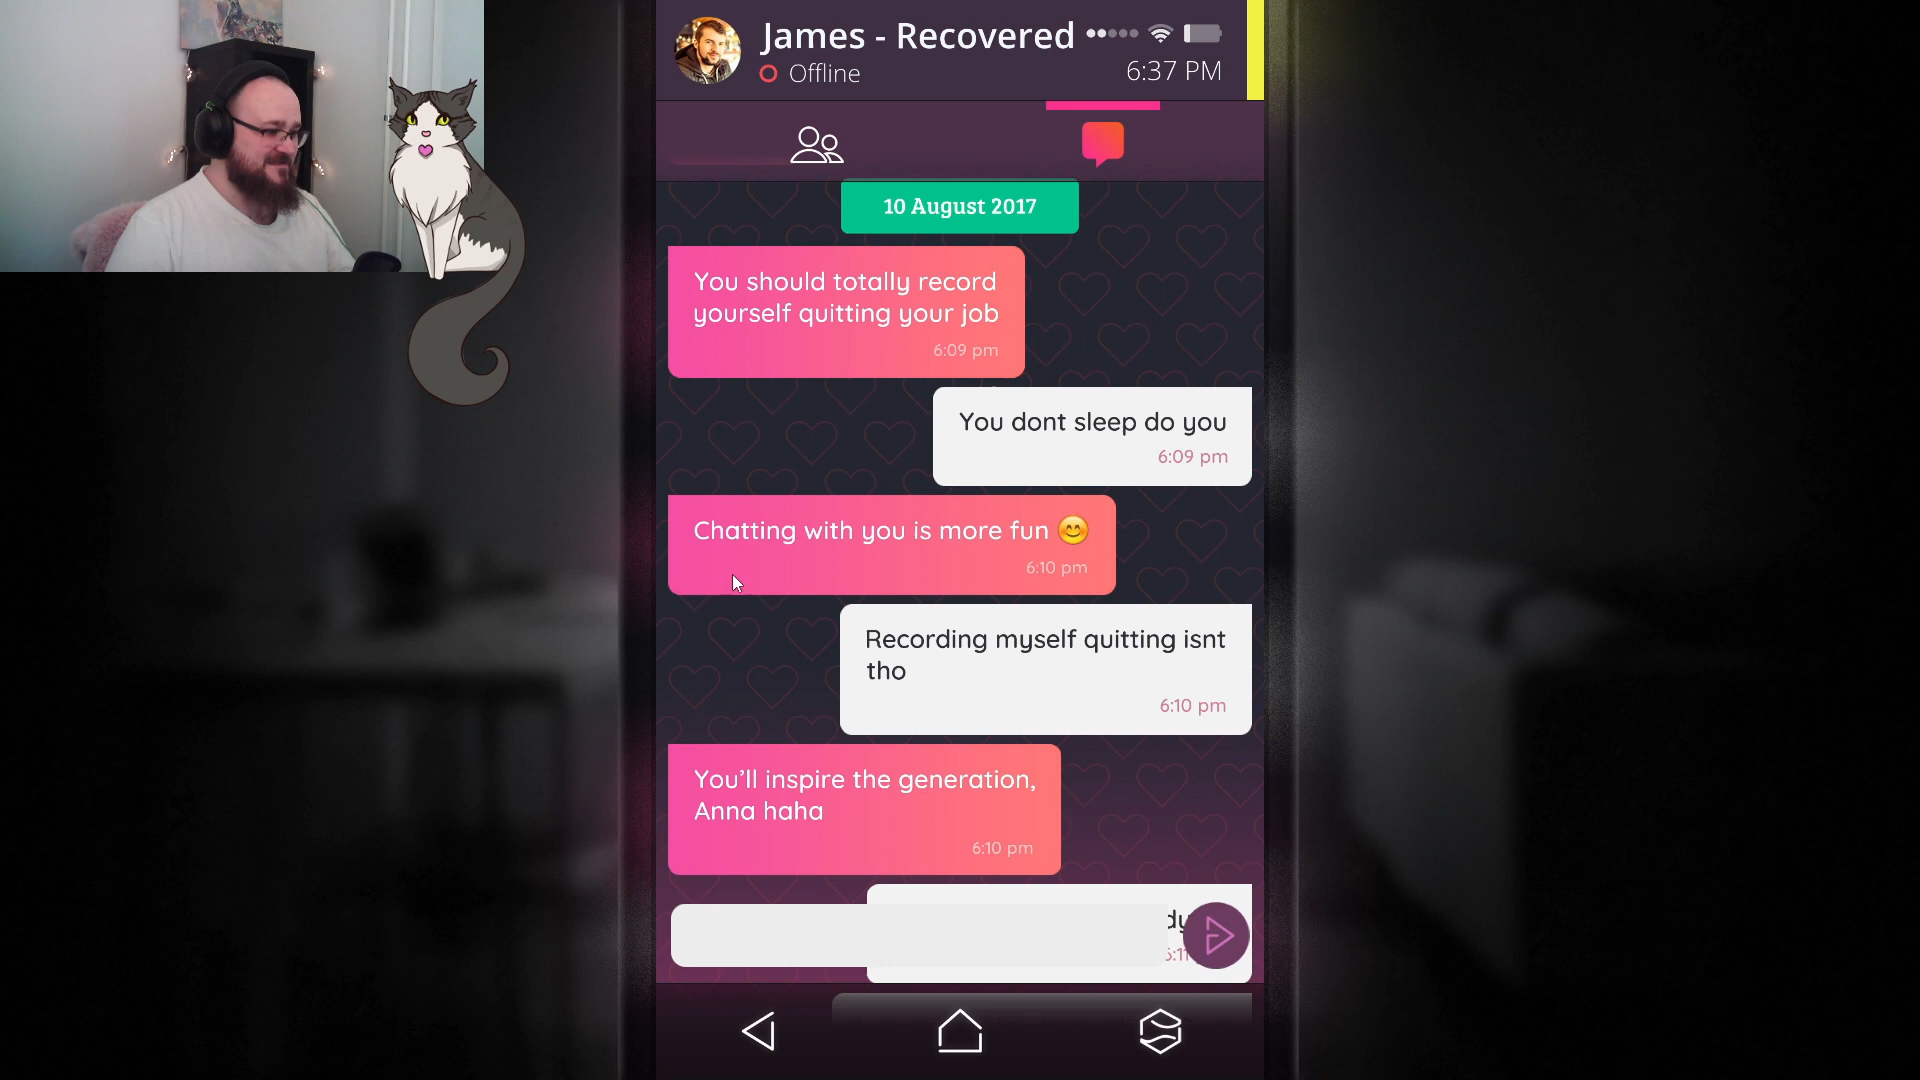 James - Recovered
Offline
6:37 PM
10 August 2017
You should totally record
yourself quitting your job
6:09 pm
You dont sleep do you
6:09 pm
Chatting with you is more fun 😊
6:10 pm
Recording myself quitting isnt
tho
6:10 pm
You’ll inspire the generation,
Anna haha
6:10 pm